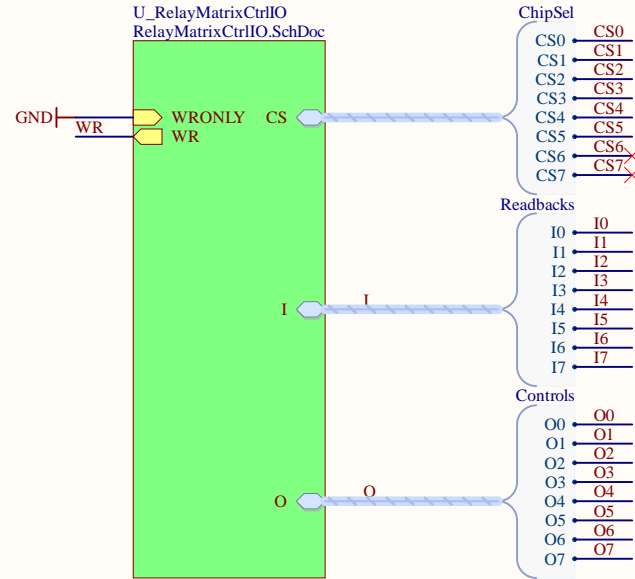 U_RelayMatrixCtrlIO
RelayMatrixCtrlIO.SchDoc
GND
WR
WRONLY
WR
CS
I
I
O
O
ChipSel
CS0 CS0
CS1 CS1
CS2 CS2
CS3 CS3
CS4 CS4
CS5 CS5
CS6 CS6
CS7 CS7
Readbacks
I0 I0
I1 I1
I2 I2
I3 I3
I4 I4
I5 I5
I6 I6
I7 I7
Controls
O0 O0
O1 O1
O2 O2
O3 O3
O4 O4
O5 O5
O6 O6
O7 O7